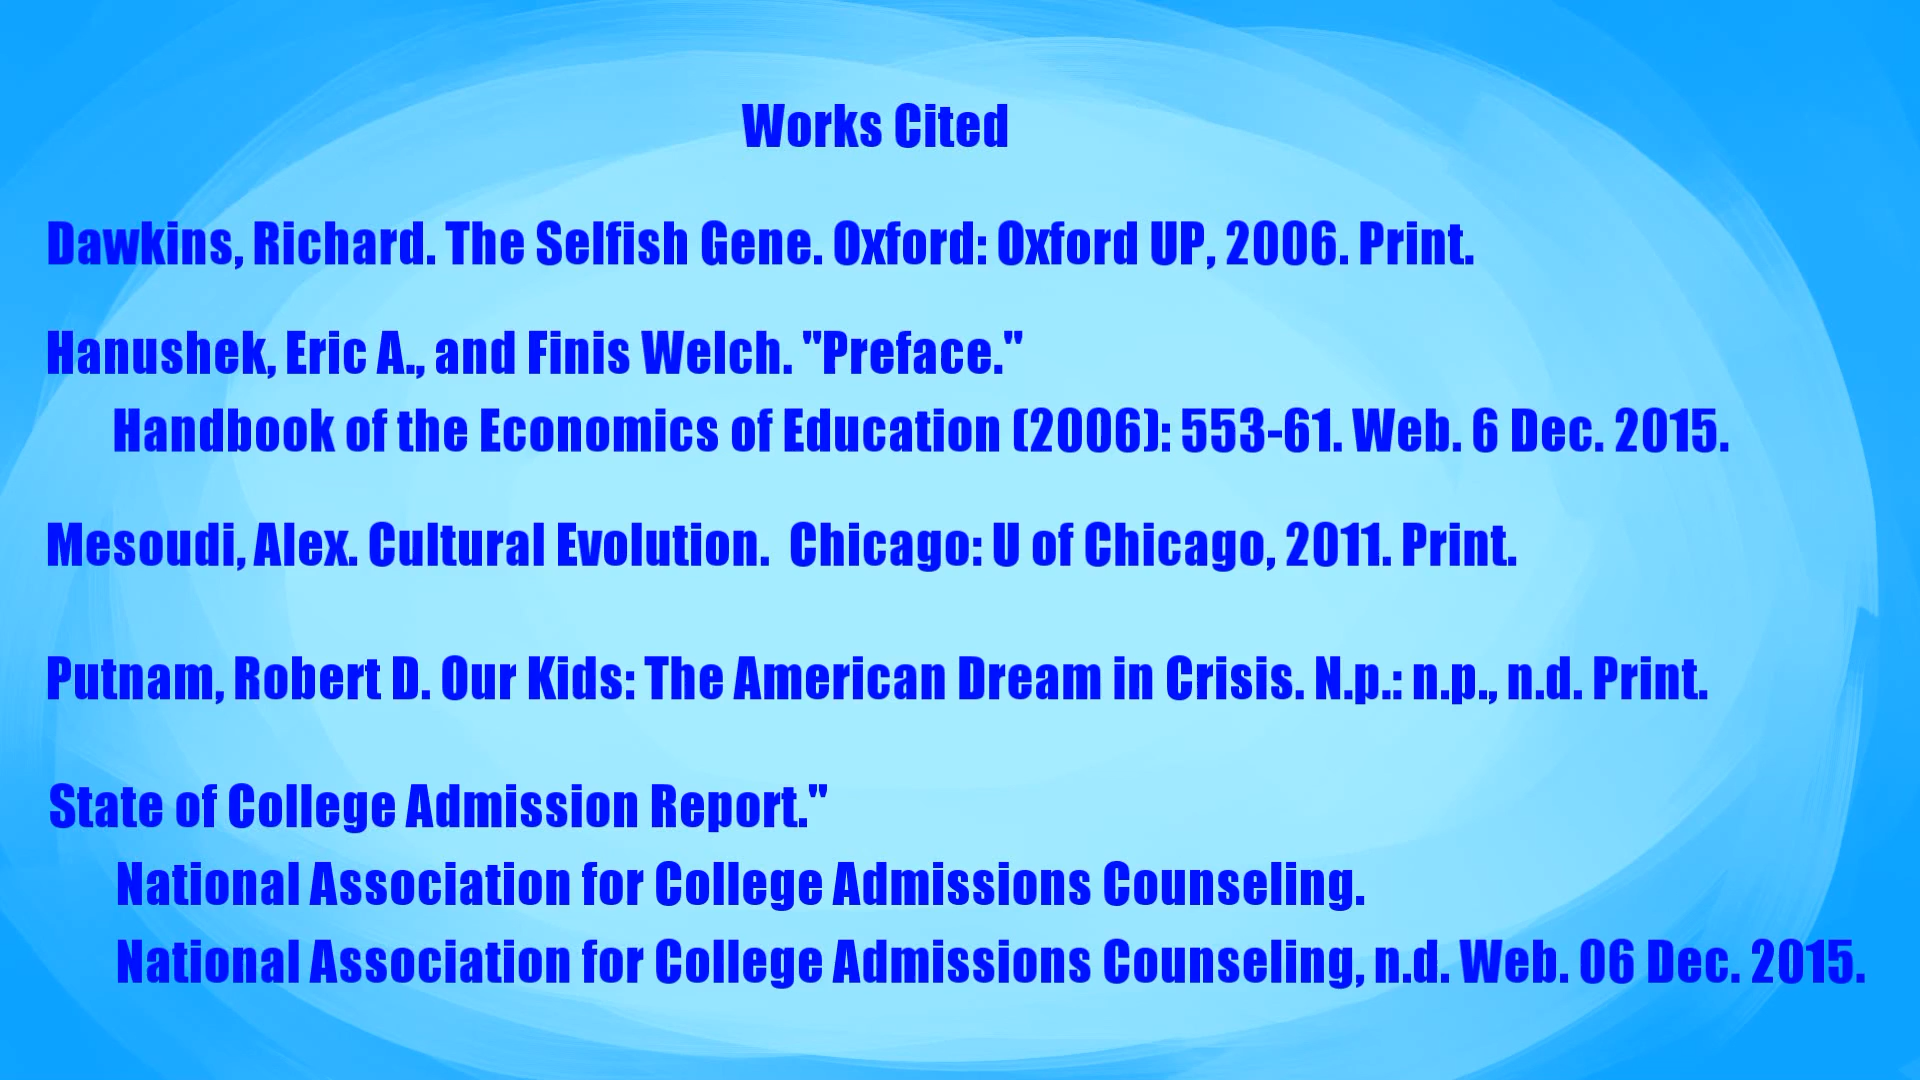 Works Cited
Dawkins, Richard. The Selfish Gene. Oxford: Oxford UP, 2006. Print.
Hanushek, Eric A., and Finis Welch. "Preface."
Handbook of the Economics of Education (2006): 553-61. Web. 6 Dec. 2015.
Mesoudi, Alex. Cultural Evolution.  Chicago: U of Chicago, 2011. Print.
Putnam, Robert D. Our Kids: The American Dream in Crisis. N.p.: n.p., n.d. Print.
State of College Admission Report."
National Association for College Admissions Counseling.
National Association for College Admissions Counseling, n.d. Web. 06 Dec. 2015.